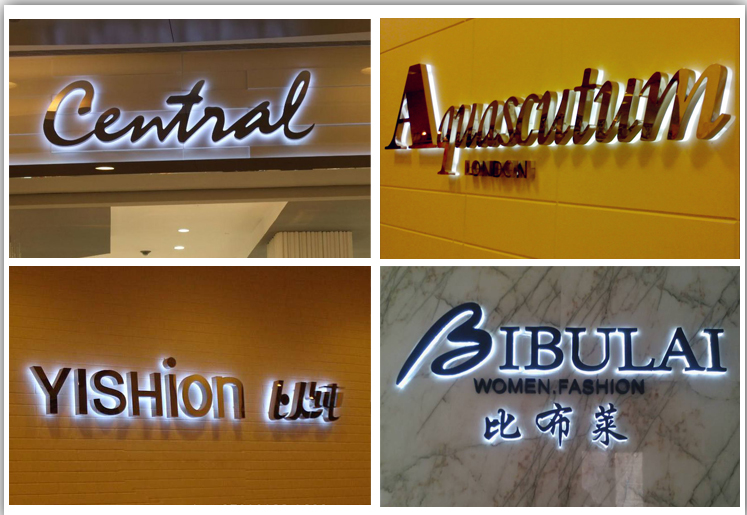 Central
Aquascutum
LONDON
YISHion 以纯
BIBULAI
WOMEN.FASHION
比布莱